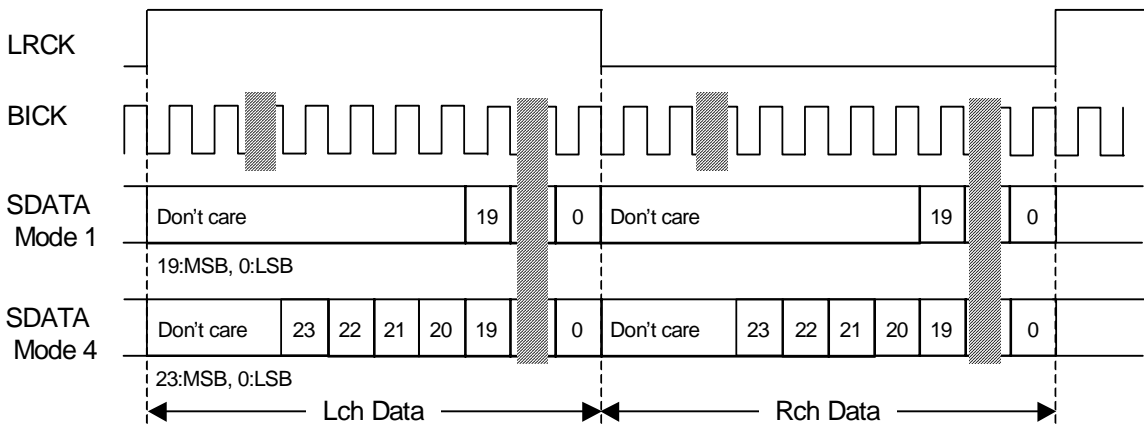 LRCK
BICK
SDATA
Mode 1
Don't care 19 0 Don't care 19 0
19:MSB, 0:LSB
SDATA
Mode 4
Don't care 23 22 21 20 19 0 Don't care 23 22 21 20 19 0
23:MSB, 0:LSB
Lch Data Rch Data